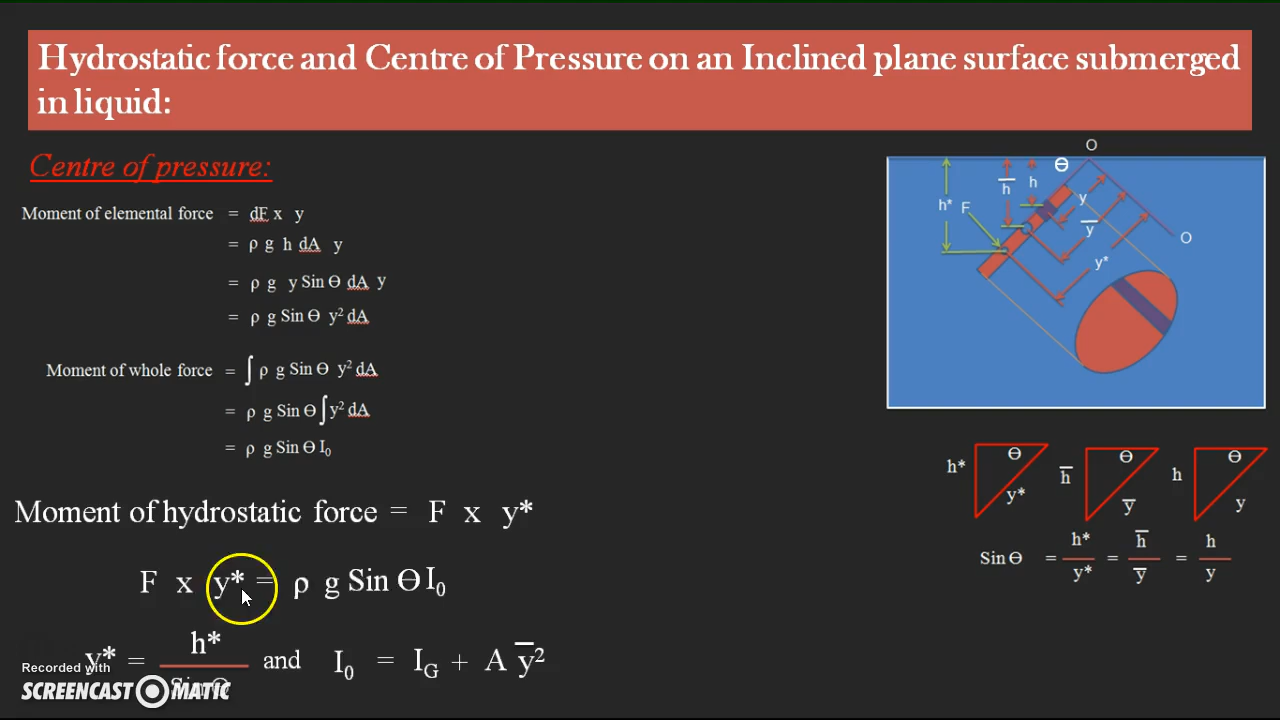 Hydrostatic force and Centre of Pressure on an Inclined plane surface submerged
in liquid:
Centre of pressure:
Moment of elemental force = dF x y
= ρ g h dA y
= ρ g y Sin Ɵ dA y
= ρ g Sin Ɵ y² dA
Moment of whole force = ∫ ρ g Sin Ɵ y² dA
= ρ g Sin Ɵ ∫ y² dA
= ρ g Sin Ɵ I₀
Moment of hydrostatic force = F x y*
F x y* = ρ g Sin Ɵ I₀
y* = h* / Sin Ɵ and I₀ = I_G + A y̅²
O
Ɵ
h̅
h
h* F
y
y̅
O
y*
h* Ɵ y*
h̅ Ɵ y̅
h Ɵ y
Sin Ɵ = h* / y* = h̅ / y̅ = h / y
Recorded with
SCREENCAST MATIC